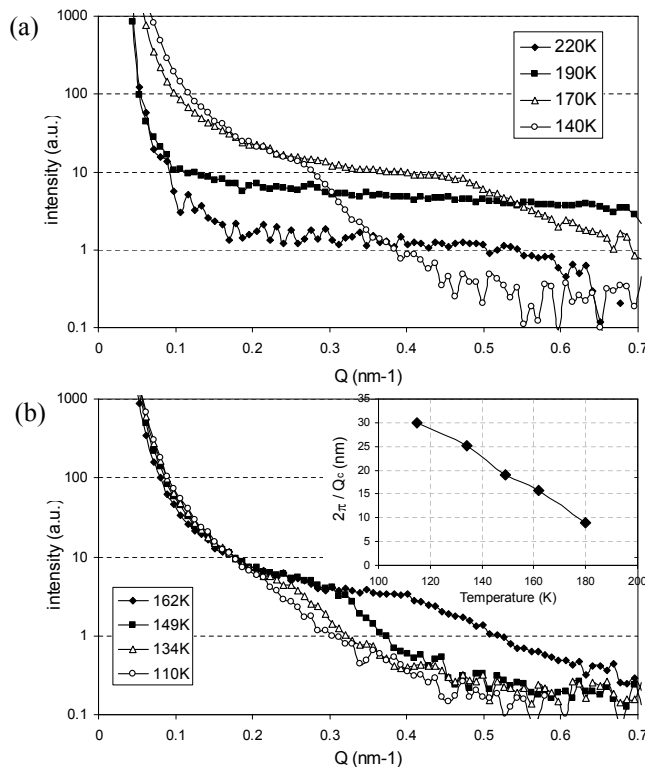 (a)
1000
100
10
1
0.1
intensity (a.u.)
220K
190K
170K
140K
0 0.1 0.2 0.3 0.4 0.5 0.6 0.7
Q (nm-1)
(b)
1000
100
10
1
0.1
intensity (a.u.)
162K
149K
134K
110K
35
30
25
20
15
10
5
0
2π / Qc (nm)
100 120 140 160 180 200
Temperature (K)
0 0.1 0.2 0.3 0.4 0.5 0.6 0.7
Q (nm-1)